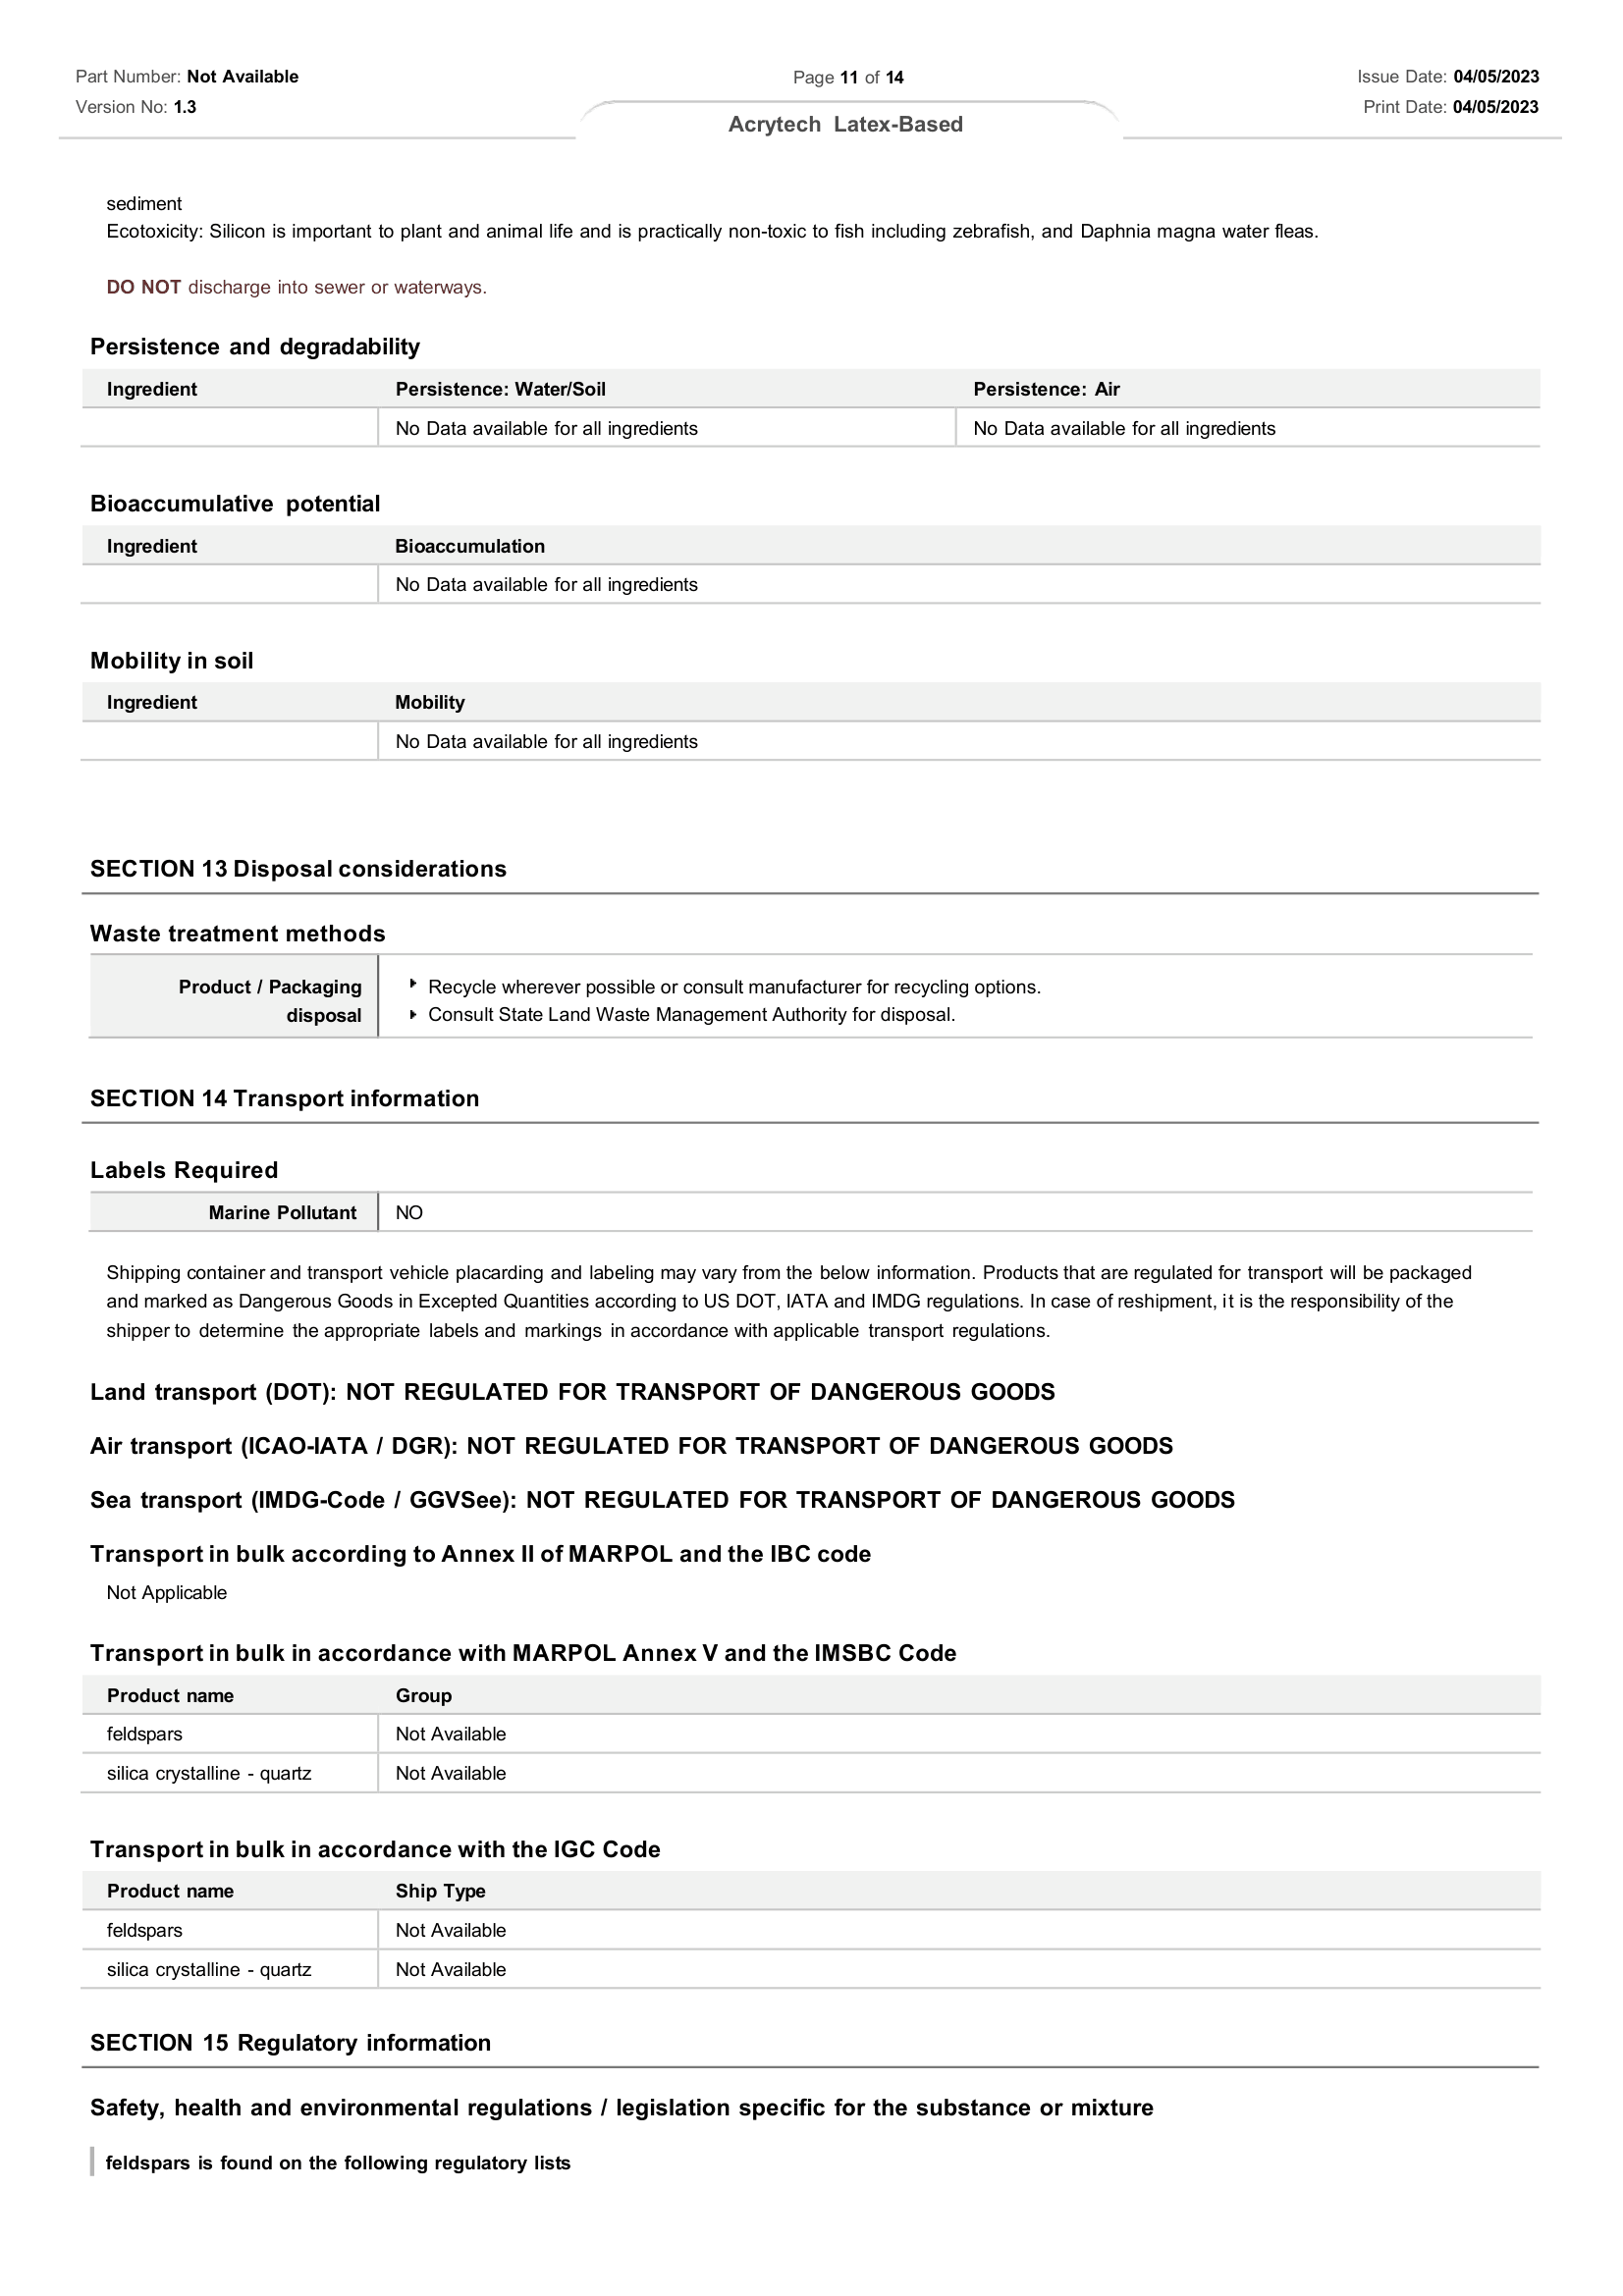 Part Number: Not Available
Page 11 of 14
Issue Date: 04/05/2023
Version No: 1.3
Print Date: 04/05/2023
Acrytech Latex-Based
sediment
Ecotoxicity: Silicon is important to plant and animal life and is practically non-toxic to fish including zebrafish, and Daphnia magna water fleas.
DO NOT discharge into sewer or waterways.
Persistence and degradability
Ingredient Persistence: Water/Soil Persistence: Air
No Data available for all ingredients No Data available for all ingredients
Bioaccumulative potential
Ingredient Bioaccumulation
No Data available for all ingredients
Mobility in soil
Ingredient Mobility
No Data available for all ingredients
SECTION 13 Disposal considerations
Waste treatment methods
Product / Packaging disposal
Recycle wherever possible or consult manufacturer for recycling options.
Consult State Land Waste Management Authority for disposal.
SECTION 14 Transport information
Labels Required
Marine Pollutant NO
Shipping container and transport vehicle placarding and labeling may vary from the below information. Products that are regulated for transport will be packaged
and marked as Dangerous Goods in Excepted Quantities according to US DOT, IATA and IMDG regulations. In case of reshipment, it is the responsibility of the
shipper to determine the appropriate labels and markings in accordance with applicable transport regulations.
Land transport (DOT): NOT REGULATED FOR TRANSPORT OF DANGEROUS GOODS
Air transport (ICAO-IATA / DGR): NOT REGULATED FOR TRANSPORT OF DANGEROUS GOODS
Sea transport (IMDG-Code / GGVSee): NOT REGULATED FOR TRANSPORT OF DANGEROUS GOODS
Transport in bulk according to Annex II of MARPOL and the IBC code
Not Applicable
Transport in bulk in accordance with MARPOL Annex V and the IMSBC Code
Product name Group
feldspars Not Available
silica crystalline - quartz Not Available
Transport in bulk in accordance with the IGC Code
Product name Ship Type
feldspars Not Available
silica crystalline - quartz Not Available
SECTION 15 Regulatory information
Safety, health and environmental regulations / legislation specific for the substance or mixture
feldspars is found on the following regulatory lists